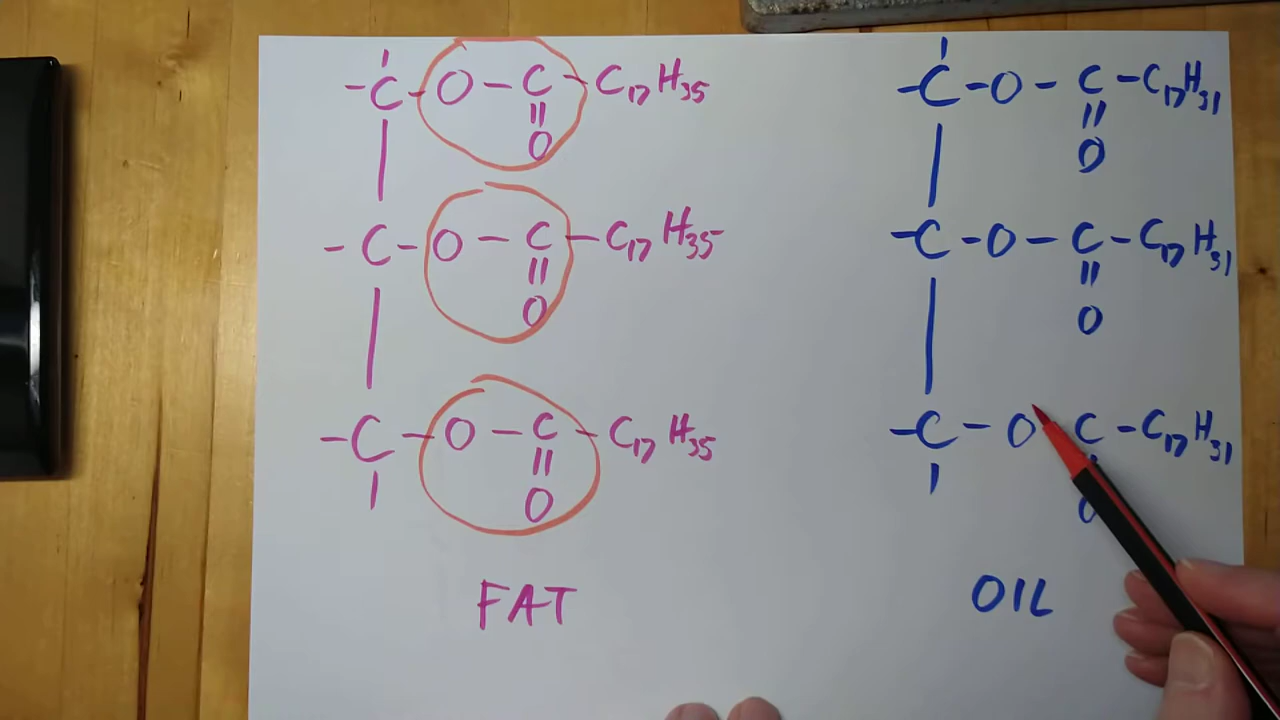 -C-O-C-C₁₇H₃₅
||
O
-C-O-C-C₁₇H₃₅
||
O
-C-O-C-C₁₇H₃₅
||
O
FAT
-C-O-C-C₁₇H₃₁
||
O
-C-O-C-C₁₇H₃₁
||
O
-C-O C-C₁₇H₃₁
O
OIL